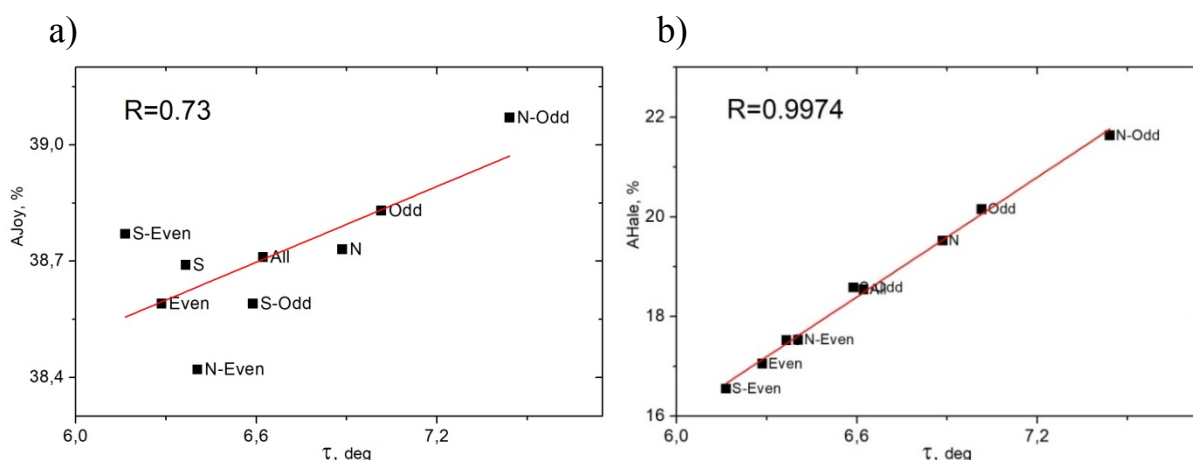 a)
R=0.73
N-Odd
39,0
Odd
S-Even
N
38,7
S
All
Even
S-Odd
N-Even
38,4
AJoy, %
6,0
6,6
7,2
τ, deg
b)
R=0.9974
22
N-Odd
20
Odd
N
18
All
N-Even
Even
S-Even
16
AHale, %
6,0
6,6
7,2
τ, deg